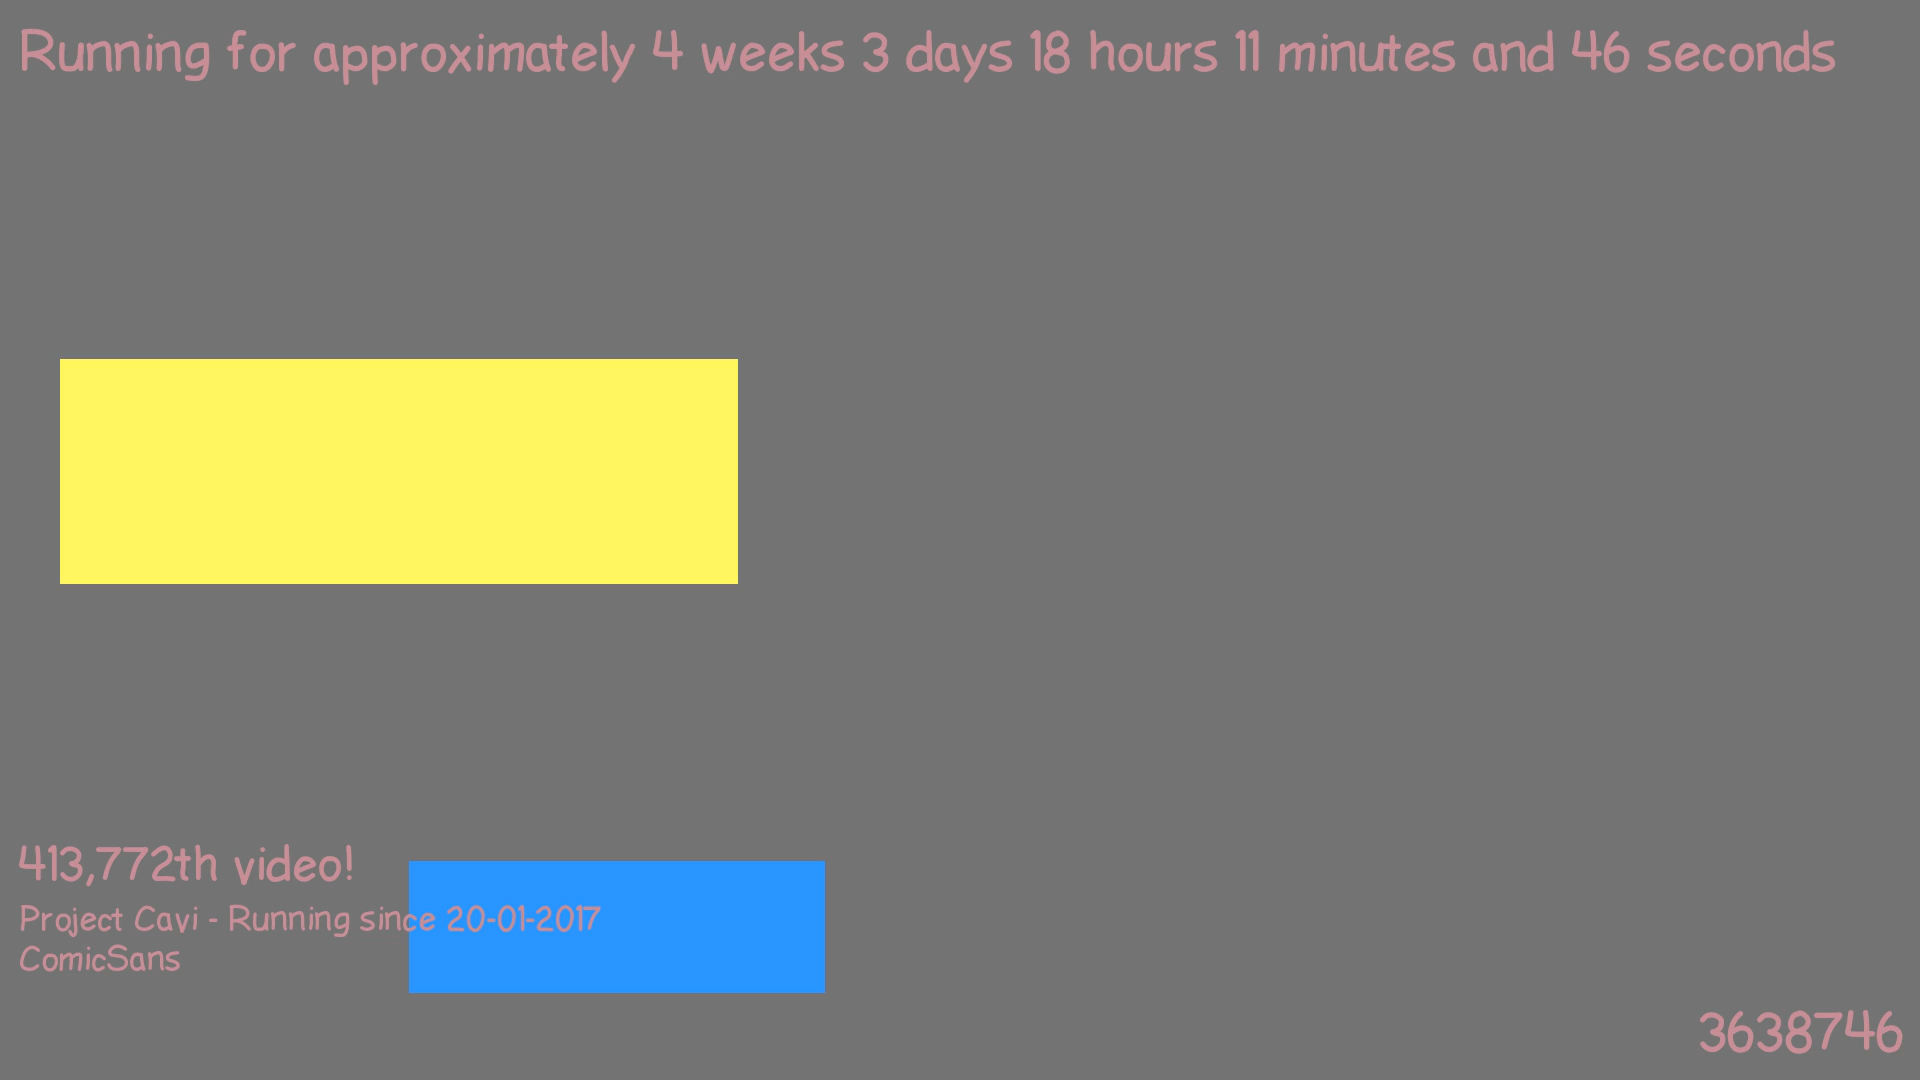 Running for approximately 4 weeks 3 days 18 hours 11 minutes and 46 seconds
413,772th video!
Project Cavi - Running since 20-01-2017
ComicSans
3638746